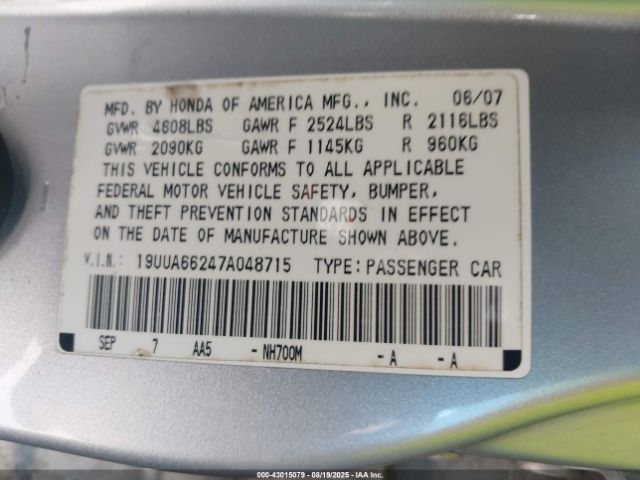 MFD. BY HONDA OF AMERICA MFG., INC. 06/07
GVWR 4608LBS GAWR F 2524LBS R 2116LBS
GVWR 2090KG GAWR F 1145KG R 960KG
THIS VEHICLE CONFORMS TO ALL APPLICABLE
FEDERAL MOTOR VEHICLE SAFETY, BUMPER,
AND THEFT PREVENTION STANDARDS IN EFFECT
ON THE DATE OF MANUFACTURE SHOWN ABOVE.
V.I.N.: 19UUA66247A048715 TYPE: PASSENGER CAR
SEP 7 AA5 - NH700M - A - A
©-43015079 - 08/19/2025 - IAA Inc.